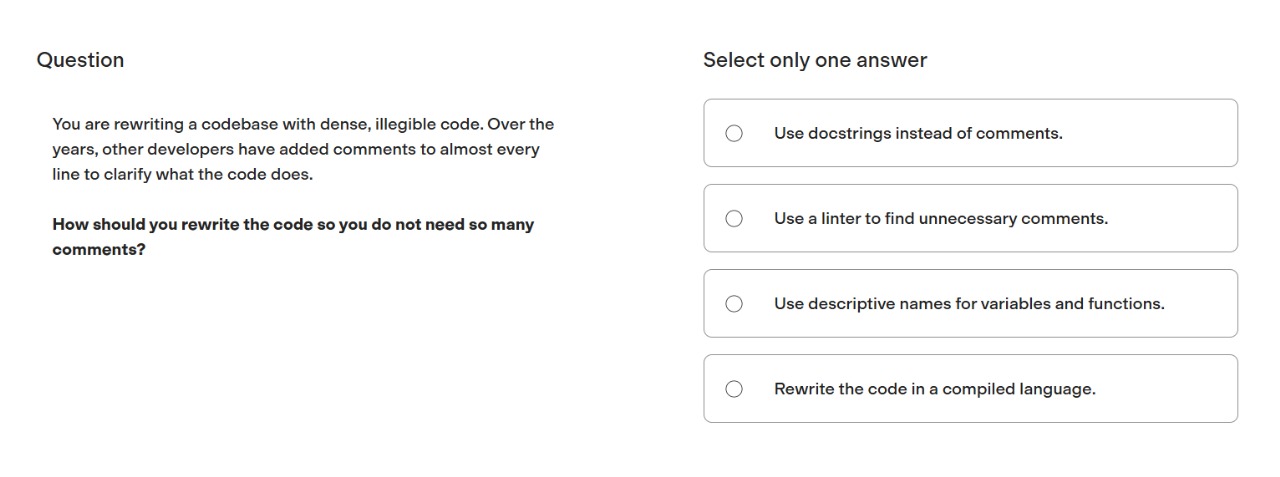 Question
You are rewriting a codebase with dense, illegible code. Over the
years, other developers have added comments to almost every
line to clarify what the code does.
How should you rewrite the code so you do not need so many
comments?
Select only one answer
Use docstrings instead of comments.
Use a linter to find unnecessary comments.
Use descriptive names for variables and functions.
Rewrite the code in a compiled language.